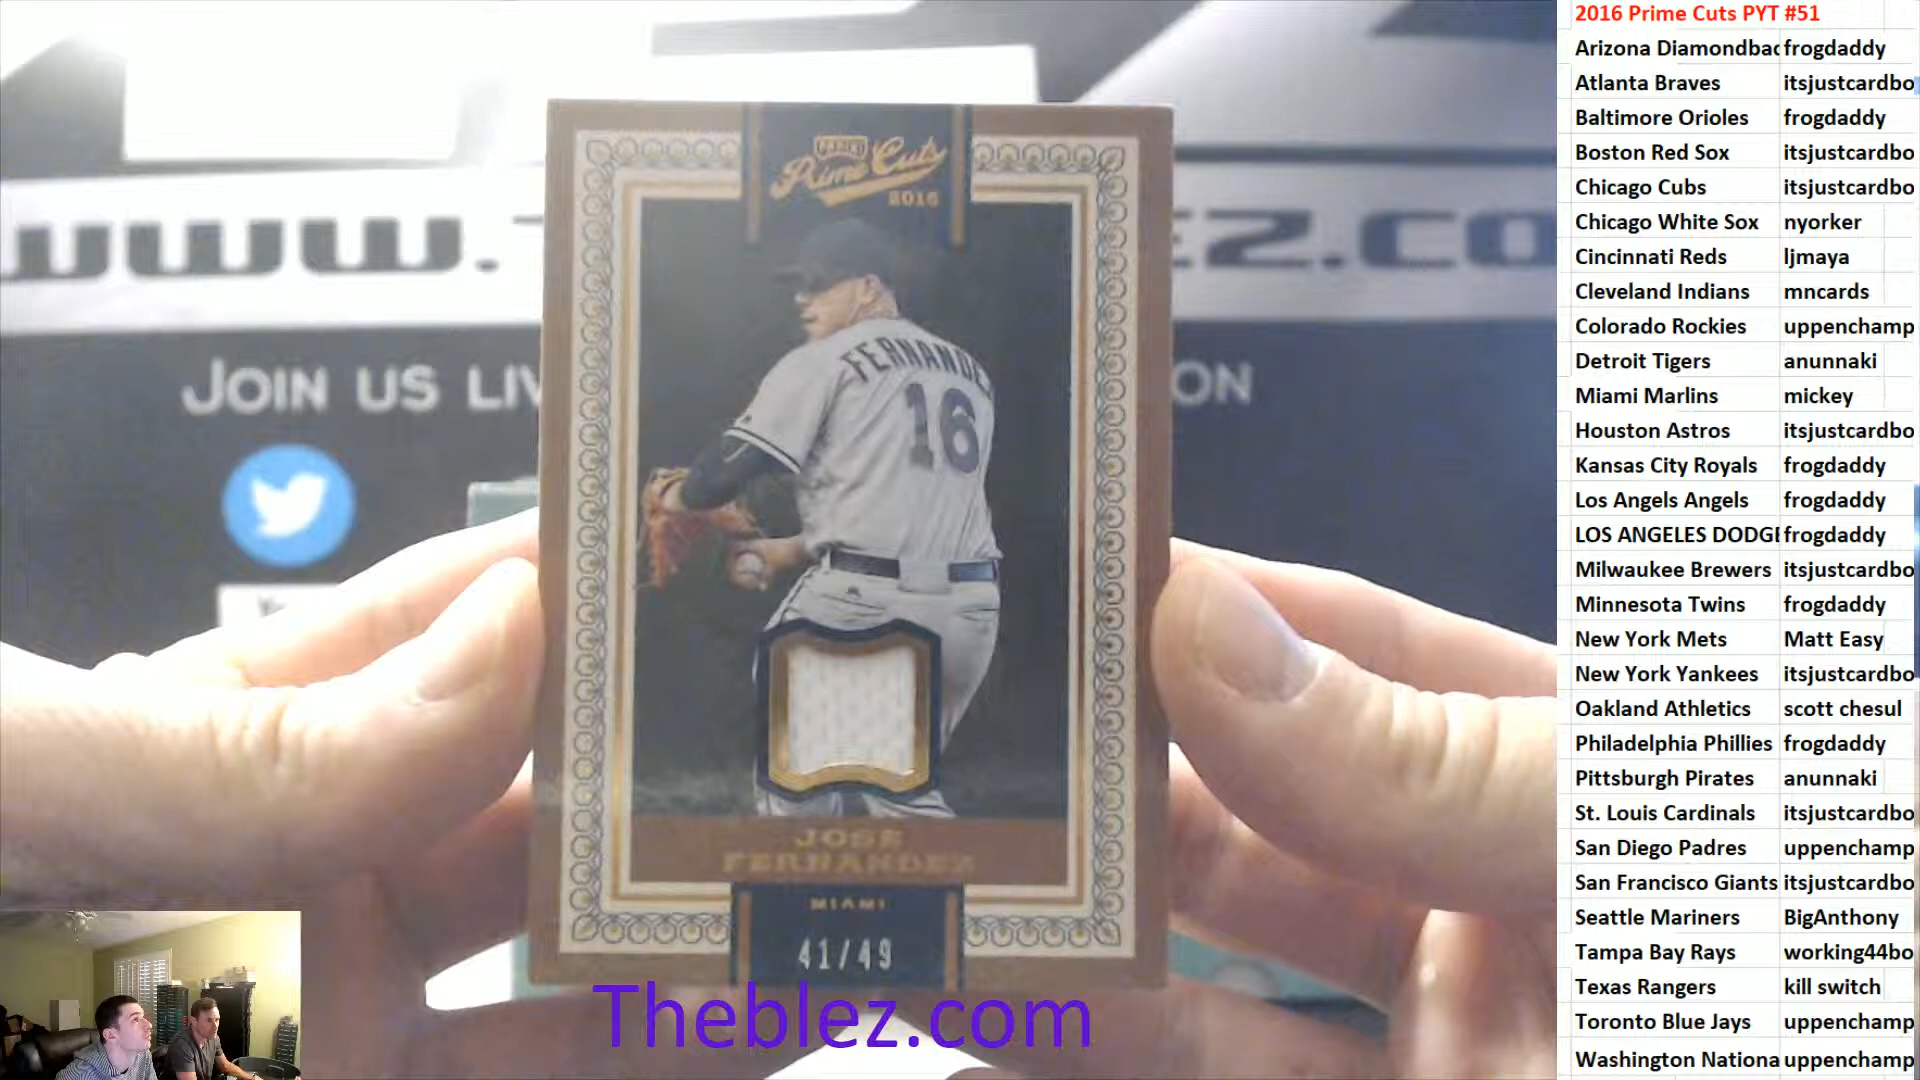 www.
EZ.CO
JOIN US LIV
ON
PANINI
Prime Cuts
2016
FERNANDEZ
16
JOSE
FERNANDEZ
MIAMI
41/49
Theblez.com
2016 Prime Cuts PYT #51
Arizona Diamondbac frogdaddy
Atlanta Braves itsjustcardbo
Baltimore Orioles frogdaddy
Boston Red Sox itsjustcardbo
Chicago Cubs itsjustcardbo
Chicago White Sox nyorker
Cincinnati Reds ljmaya
Cleveland Indians mncards
Colorado Rockies uppenchamp
Detroit Tigers anunnaki
Miami Marlins mickey
Houston Astros itsjustcardbo
Kansas City Royals frogdaddy
Los Angels Angels frogdaddy
LOS ANGELES DODGE frogdaddy
Milwaukee Brewers itsjustcardbo
Minnesota Twins frogdaddy
New York Mets Matt Easy
New York Yankees itsjustcardbo
Oakland Athletics scott chesul
Philadelphia Phillies frogdaddy
Pittsburgh Pirates anunnaki
St. Louis Cardinals itsjustcardbo
San Diego Padres uppenchamp
San Francisco Giants itsjustcardbo
Seattle Mariners BigAnthony
Tampa Bay Rays working44bo
Texas Rangers kill switch
Toronto Blue Jays uppenchamp
Washington Nationa uppenchamp